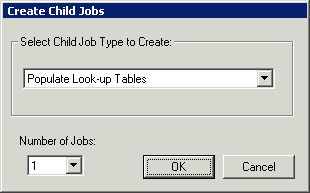 Create Child Jobs
Select Child Job Type to Create:
Populate Look-up Tables
Number of Jobs:
1
OK
Cancel